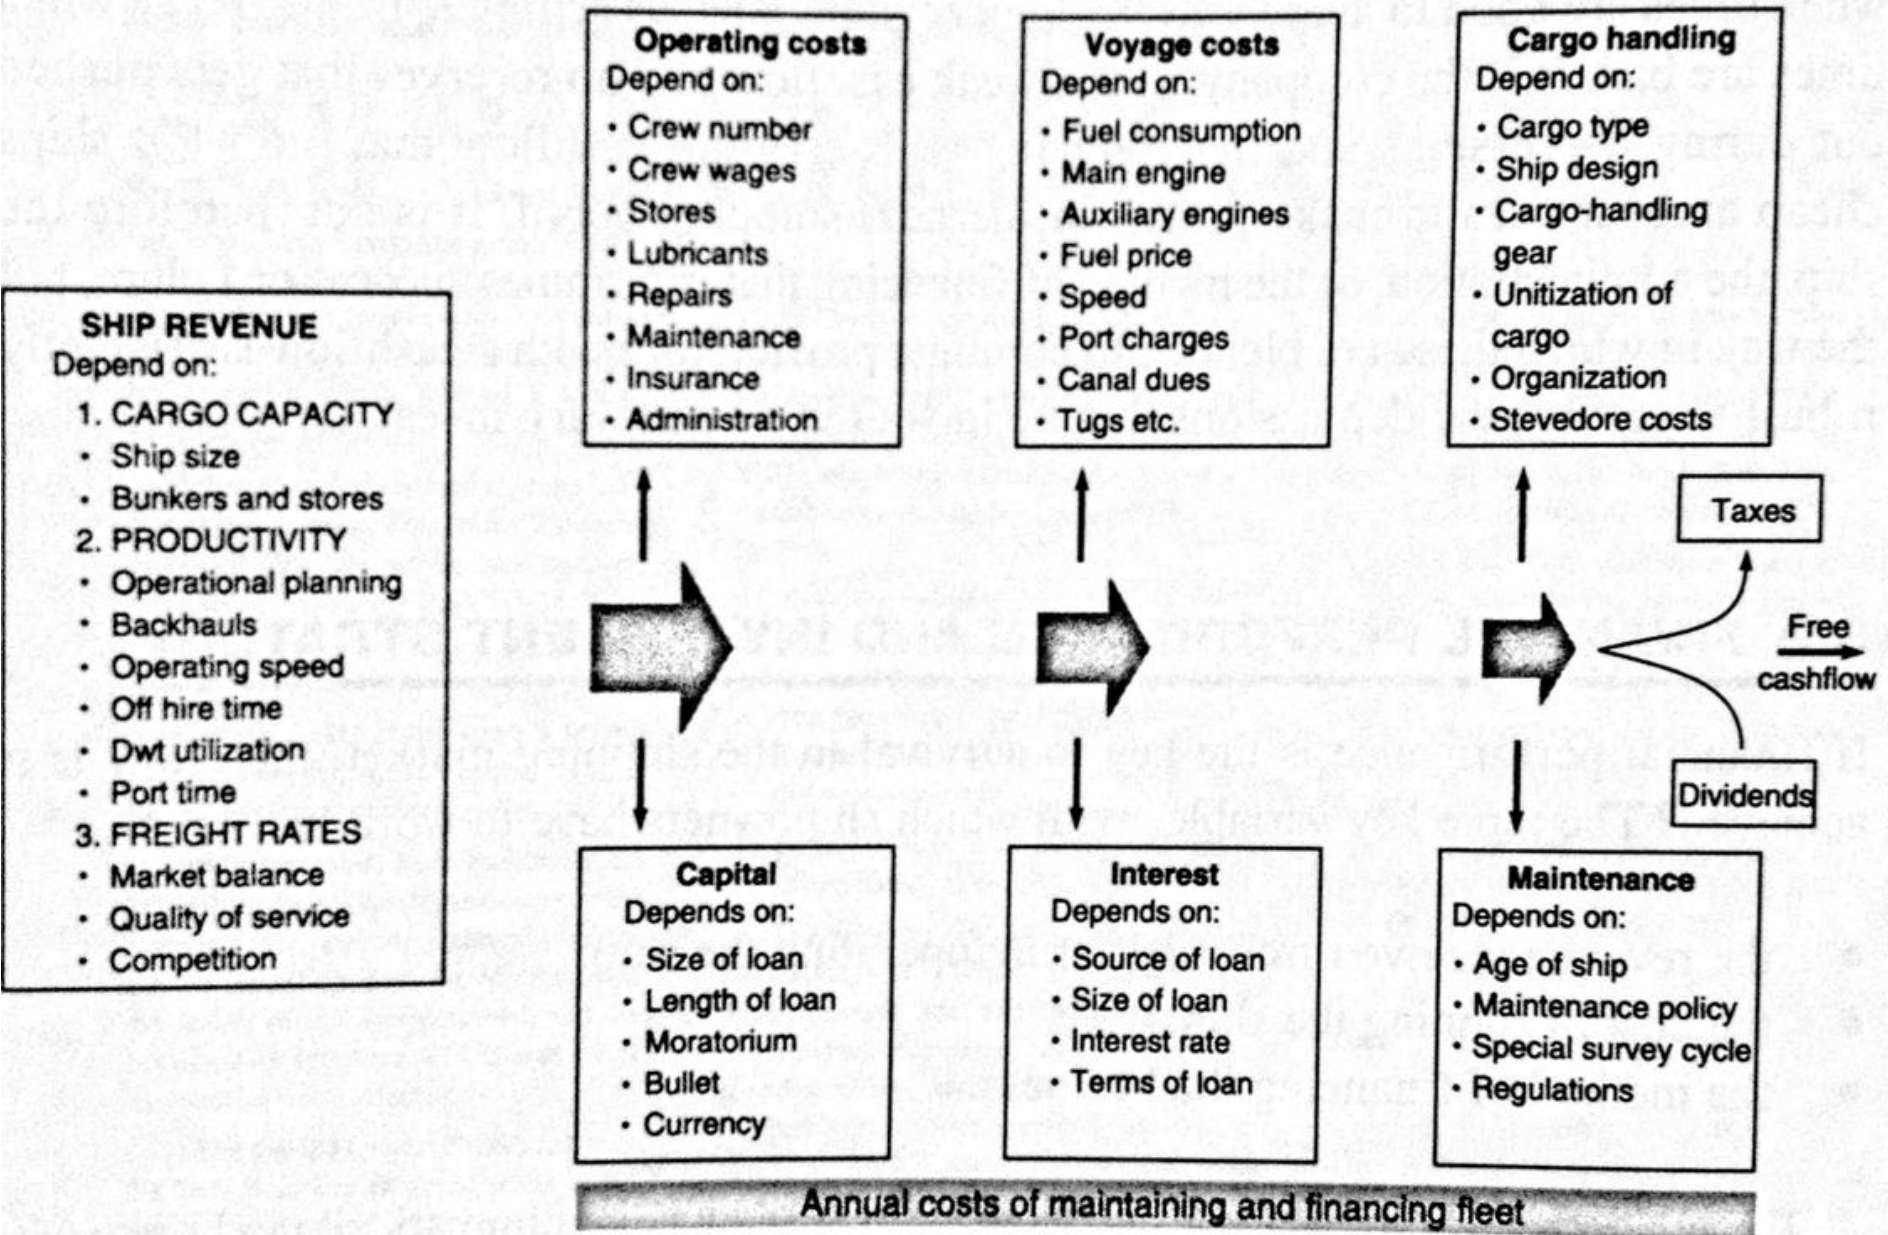 SHIP REVENUE
Depend on:
1. CARGO CAPACITY
• Ship size
• Bunkers and stores
2. PRODUCTIVITY
• Operational planning
• Backhauls
• Operating speed
• Off hire time
• Dwt utilization
• Port time
3. FREIGHT RATES
• Market balance
• Quality of service
• Competition
Operating costs
Depend on:
• Crew number
• Crew wages
• Stores
• Lubricants
• Repairs
• Maintenance
• Insurance
• Administration
Voyage costs
Depend on:
• Fuel consumption
• Main engine
• Auxiliary engines
• Fuel price
• Speed
• Port charges
• Canal dues
• Tugs etc.
Cargo handling
Depend on:
• Cargo type
• Ship design
• Cargo-handling
gear
• Unitization of
cargo
• Organization
• Stevedore costs
Taxes
Free
cashflow
Dividends
Capital
Depends on:
• Size of loan
• Length of loan
• Moratorium
• Bullet
• Currency
Interest
Depends on:
• Source of loan
• Size of loan
• Interest rate
• Terms of loan
Maintenance
Depends on:
• Age of ship
• Maintenance policy
• Special survey cycle
• Regulations
Annual costs of maintaining and financing fleet